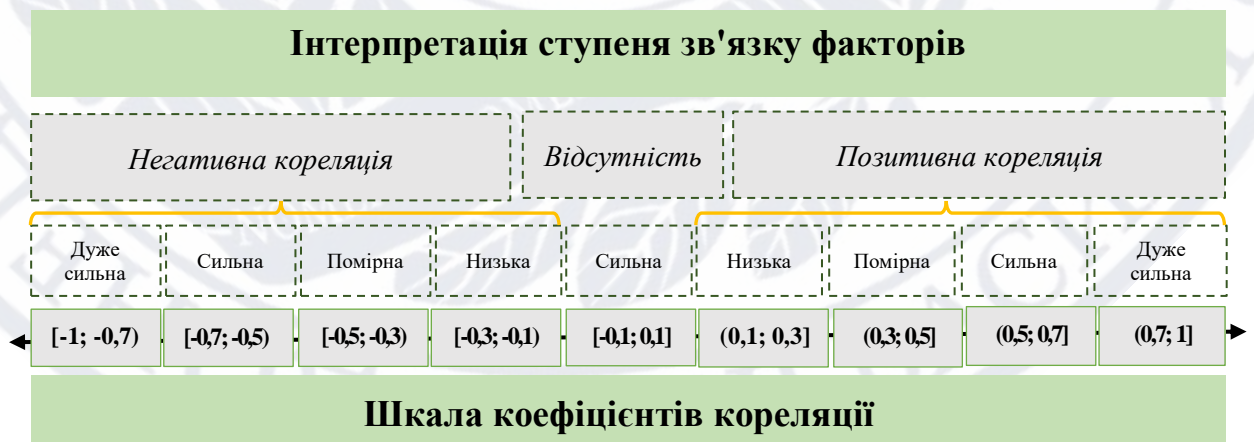 Інтерпретація ступеня зв'язку факторів
Негативна кореляція
Відсутність
Позитивна кореляція
Дуже
сильна
Сильна
Помірна
Низька
Сильна
Низька
Помірна
Сильна
Дуже
сильна
[-1; -0,7)
[-0,7; -0,5)
[-0,5; -0,3)
[-0,3; -0,1)
[-0,1; 0,1]
(0,1; 0,3]
(0,3; 0,5]
(0,5; 0,7]
(0,7; 1]
Шкала коефіцієнтів кореляції